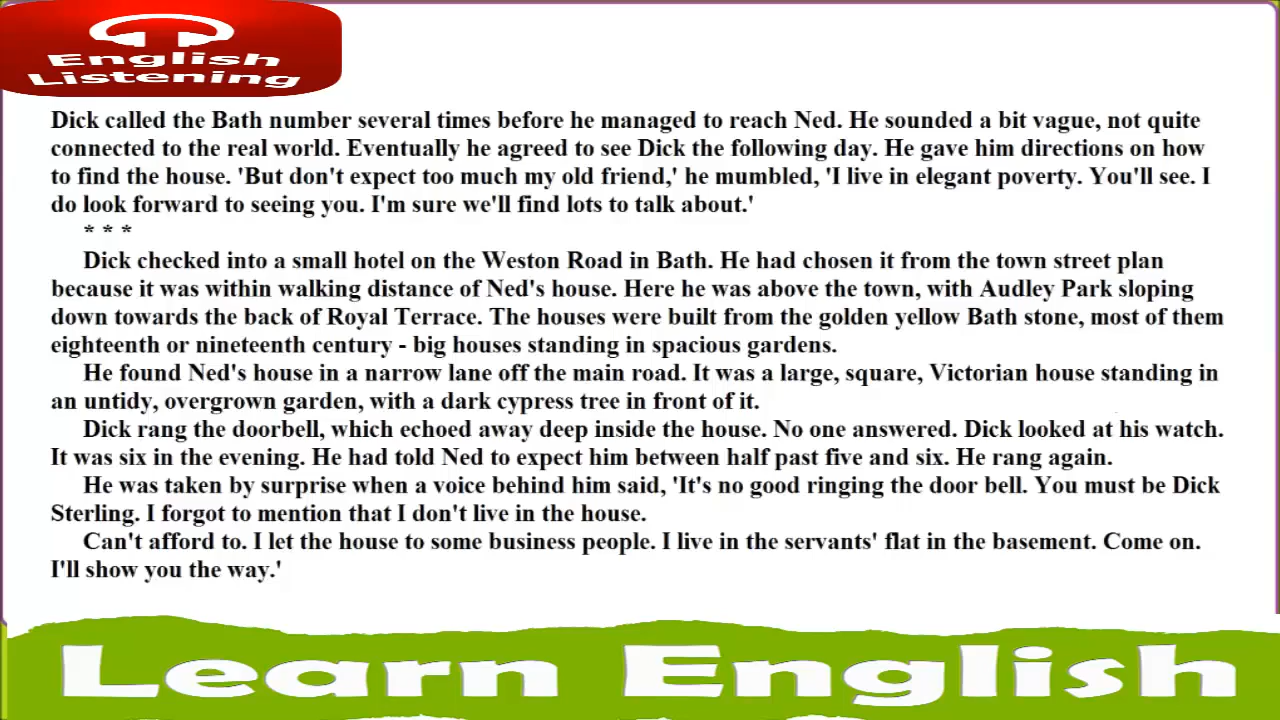 English
Listening
Dick called the Bath number several times before he managed to reach Ned. He sounded a bit vague, not quite
connected to the real world. Eventually he agreed to see Dick the following day. He gave him directions on how
to find the house. 'But don't expect too much my old friend,' he mumbled, 'I live in elegant poverty. You'll see. I
do look forward to seeing you. I'm sure we'll find lots to talk about.'
* * *
Dick checked into a small hotel on the Weston Road in Bath. He had chosen it from the town street plan
because it was within walking distance of Ned's house. Here he was above the town, with Audley Park sloping
down towards the back of Royal Terrace. The houses were built from the golden yellow Bath stone, most of them
eighteenth or nineteenth century - big houses standing in spacious gardens.
He found Ned's house in a narrow lane off the main road. It was a large, square, Victorian house standing in
an untidy, overgrown garden, with a dark cypress tree in front of it.
Dick rang the doorbell, which echoed away deep inside the house. No one answered. Dick looked at his watch.
It was six in the evening. He had told Ned to expect him between half past five and six. He rang again.
He was taken by surprise when a voice behind him said, 'It's no good ringing the door bell. You must be Dick
Sterling. I forgot to mention that I don't live in the house.
Can't afford to. I let the house to some business people. I live in the servants' flat in the basement. Come on.
I'll show you the way.'
Learn English